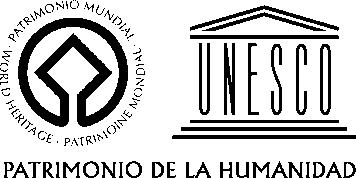 PATRIMONIO MUNDIAL • WORLD HERITAGE • PATRIMOINE MONDIAL •
UNESCO
PATRIMONIO DE LA HUMANIDAD